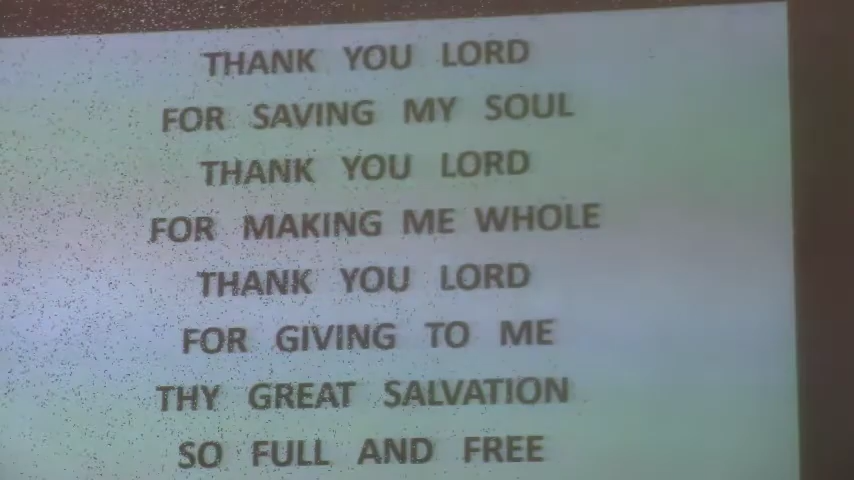 THANK YOU LORD
FOR SAVING MY SOUL
THANK YOU LORD
FOR MAKING ME WHOLE
THANK YOU LORD
FOR GIVING TO ME
THY GREAT SALVATION
SO FULL AND FREE